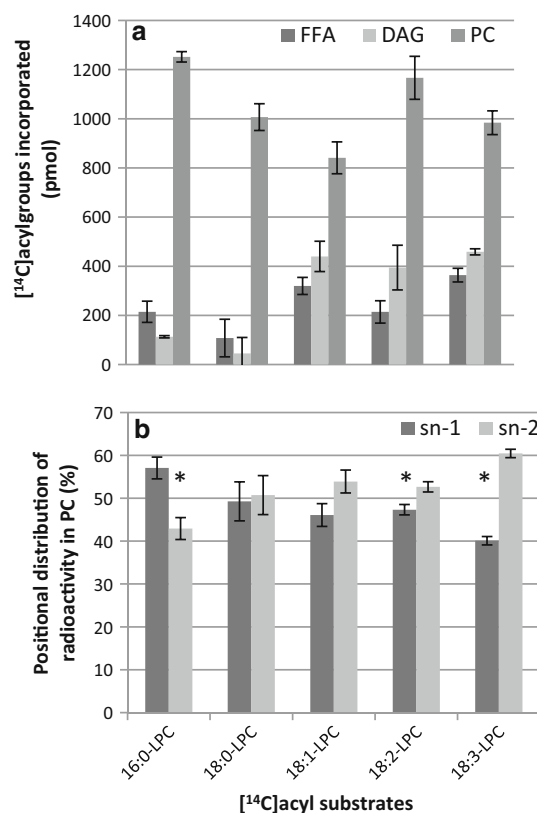 a
FFA DAG PC
[¹⁴C]acylgroups incorporated
(pmol)
1400
1200
1000
800
600
400
200
0
b
sn-1 sn-2
Positional distribution of
radioactivity in PC (%)
70
60
50
40
30
20
10
0
* * *
16:0-LPC
18:0-LPC
18:1-LPC
18:2-LPC
18:3-LPC
[¹⁴C]acyl substrates